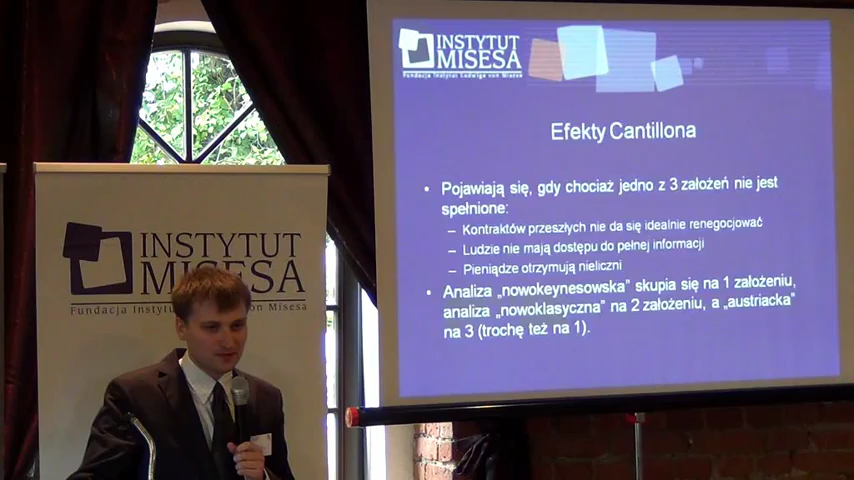 INSTYTUT
MISESA
Fundacja Instytut Ludwiga von Misesa
Efekty Cantillona
• Pojawiają się, gdy chociaż jedno z 3 założeń nie jest
spełnione:
– Kontraktów przeszłych nie da się idealnie renegocjować
– Ludzie nie mają dostępu do pełnej informacji
– Pieniądze otrzymują nieliczni
• Analiza „nowokeynesowska” skupia się na 1 założeniu,
analiza „nowoklasyczna” na 2 założeniu, a „austriacka”
na 3 (trochę też na 1).
INSTYTUT
MISESA
Fundacja Instytut von Misesa